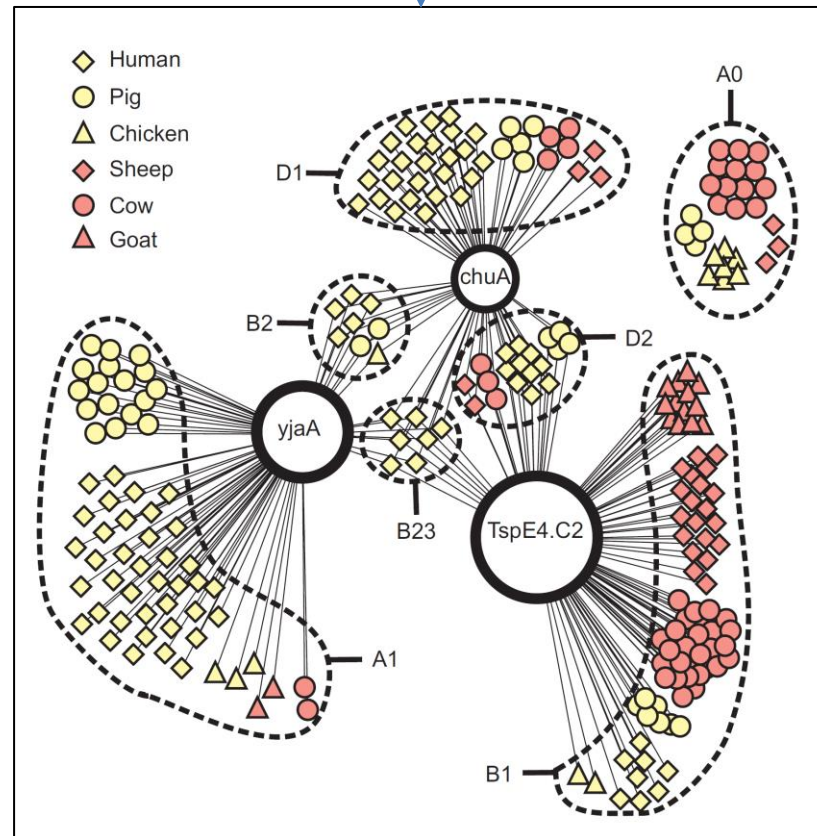 Human
Pig
Chicken
Sheep
Cow
Goat
A0
D1
chuA
B2
D2
yjaA
B23
TspE4.C2
A1
B1